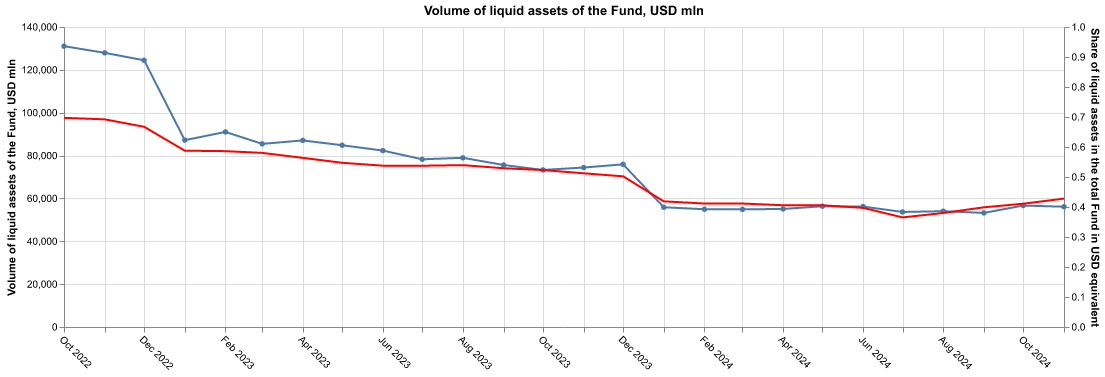 Volume of liquid assets of the Fund, USD mln
Volume of liquid assets of the Fund, USD mln
140,000
120,000
100,000
80,000
60,000
40,000
20,000
0
1.0
0.9
0.8
0.7
0.6
0.5
0.4
0.3
0.2
0.1
0.0
Share of liquid assets in the total Fund in USD equivalent
Oct 2022
Dec 2022
Feb 2023
Apr 2023
Jun 2023
Aug 2023
Oct 2023
Dec 2023
Feb 2024
Apr 2024
Jun 2024
Aug 2024
Oct 2024